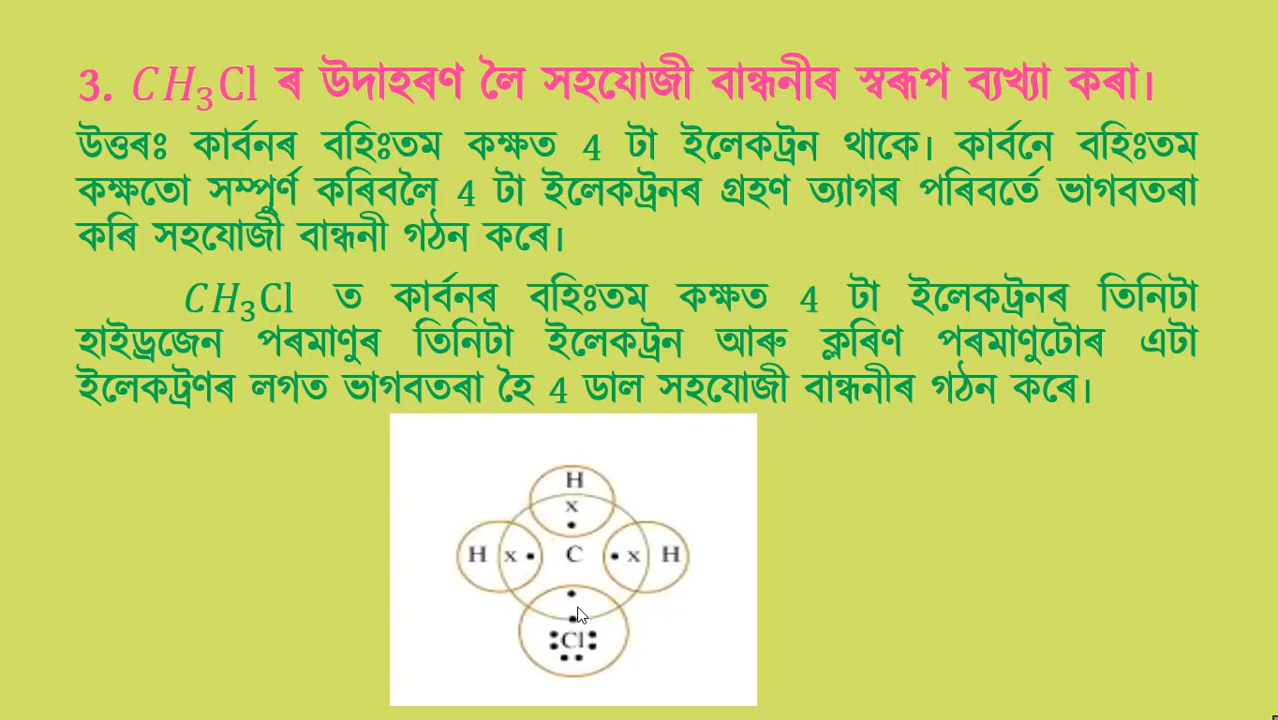 3. CH₃Cl ৰ উদাহৰণ লৈ সহযোজী বান্ধনীৰ স্বৰূপ ব্যখ্যা কৰা।
উত্তৰঃ কাৰ্বনৰ বহিঃতম কক্ষত 4 টা ইলেকট্ৰন থাকে। কাৰ্বনে বহিঃতম
কক্ষতো সম্পুৰ্ণ কৰিবলৈ 4 টা ইলেকট্ৰনৰ গ্ৰহণ ত্যাগৰ পৰিবৰ্তে ভাগবতৰা
কৰি সহযোজী বান্ধনী গঠন কৰে।
CH₃Cl ত কাৰ্বনৰ বহিঃতম কক্ষত 4 টা ইলেকট্ৰনৰ তিনিটা
হাইড্ৰজেন পৰমাণুৰ তিনিটা ইলেকট্ৰন আৰু ক্লৰিণ পৰমাণুটোৰ এটা
ইলেকট্ৰণৰ লগত ভাগবতৰা হৈ 4 ডাল সহযোজী বান্ধনীৰ গঠন কৰে।
H
x
H x C x H
Cl